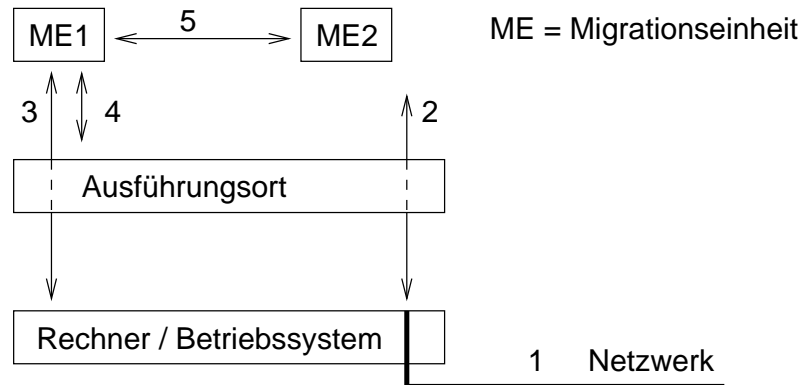 ME1
5
ME2
ME = Migrationseinheit
3
4
2
Ausführungsort
Rechner / Betriebssystem
1 Netzwerk